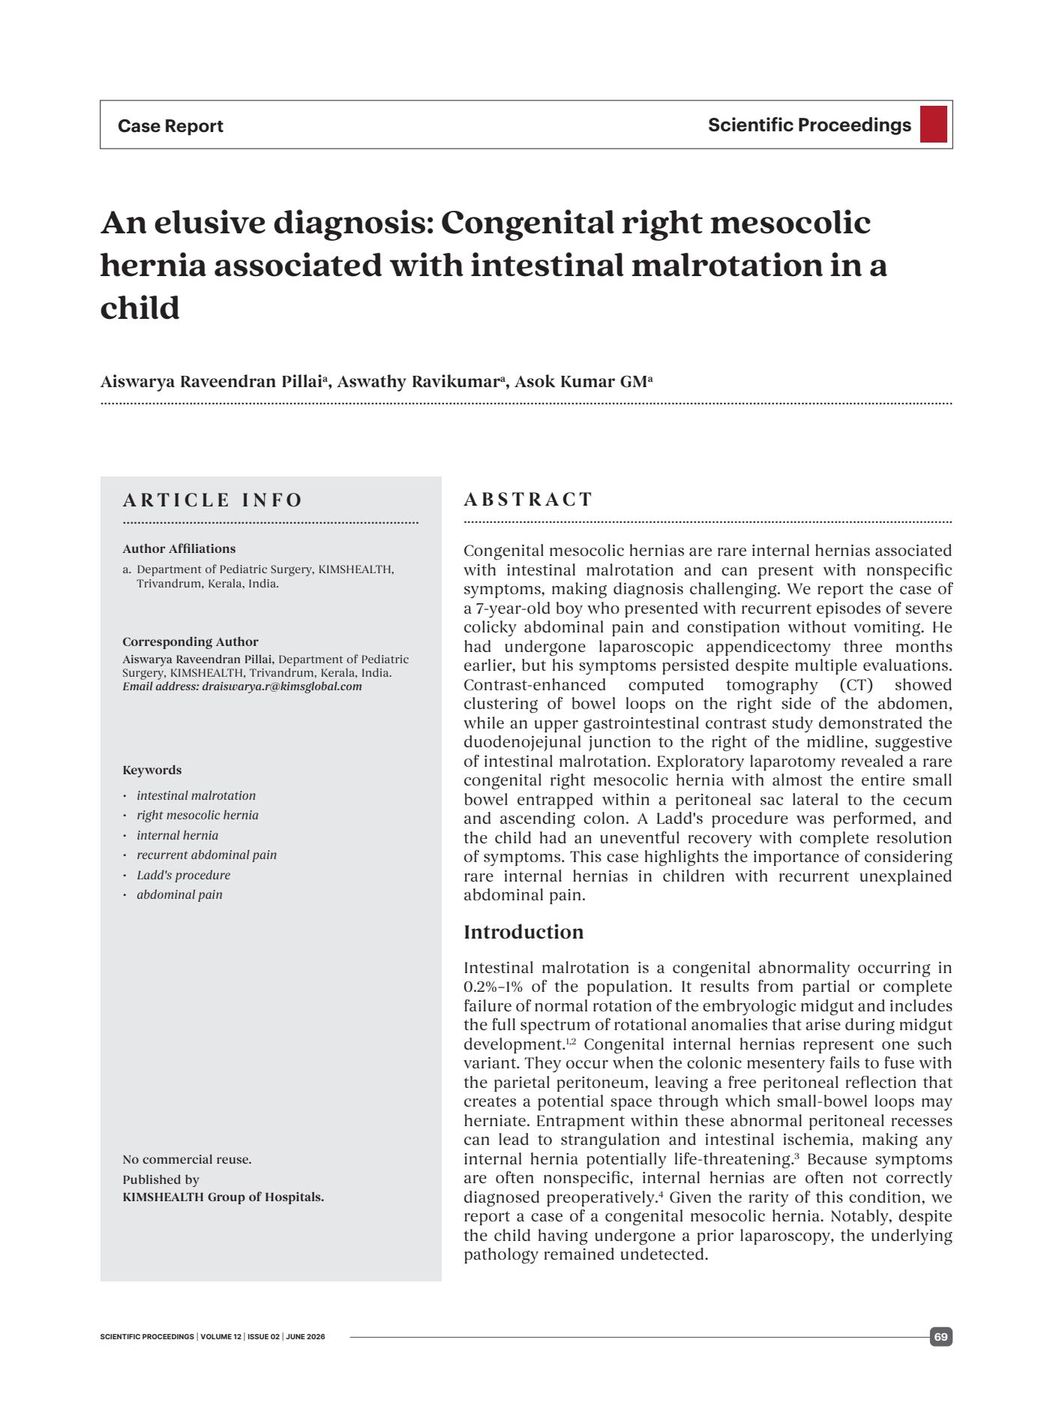 Case Report
Scientific Proceedings
An elusive diagnosis: Congenital right mesocolic
hernia associated with intestinal malrotation in a
child
Aiswarya Raveendran Pillaiᵃ, Aswathy Ravikumarᵃ, Asok Kumar GMᵃ
ARTICLE INFO
Author Affiliations
a. Department of Pediatric Surgery, KIMSHEALTH,
Trivandrum, Kerala, India.
Corresponding Author
Aiswarya Raveendran Pillai, Department of Pediatric
Surgery, KIMSHEALTH, Trivandrum, Kerala, India.
Email address: draiswarya.r@kimsglobal.com
Keywords
· intestinal malrotation
· right mesocolic hernia
· internal hernia
· recurrent abdominal pain
· Ladd's procedure
· abdominal pain
No commercial reuse.
Published by
KIMSHEALTH Group of Hospitals.
ABSTRACT
Congenital mesocolic hernias are rare internal hernias associated
with intestinal malrotation and can present with nonspecific
symptoms, making diagnosis challenging. We report the case of
a 7-year-old boy who presented with recurrent episodes of severe
colicky abdominal pain and constipation without vomiting. He
had undergone laparoscopic appendicectomy three months
earlier, but his symptoms persisted despite multiple evaluations.
Contrast-enhanced computed tomography (CT) showed
clustering of bowel loops on the right side of the abdomen,
while an upper gastrointestinal contrast study demonstrated the
duodenojejunal junction to the right of the midline, suggestive
of intestinal malrotation. Exploratory laparotomy revealed a rare
congenital right mesocolic hernia with almost the entire small
bowel entrapped within a peritoneal sac lateral to the cecum
and ascending colon. A Ladd's procedure was performed, and
the child had an uneventful recovery with complete resolution
of symptoms. This case highlights the importance of considering
rare internal hernias in children with recurrent unexplained
abdominal pain.
Introduction
Intestinal malrotation is a congenital abnormality occurring in
0.2%–1% of the population. It results from partial or complete
failure of normal rotation of the embryologic midgut and includes
the full spectrum of rotational anomalies that arise during midgut
development.¹,² Congenital internal hernias represent one such
variant. They occur when the colonic mesentery fails to fuse with
the parietal peritoneum, leaving a free peritoneal reflection that
creates a potential space through which small-bowel loops may
herniate. Entrapment within these abnormal peritoneal recesses
can lead to strangulation and intestinal ischemia, making any
internal hernia potentially life-threatening.³ Because symptoms
are often nonspecific, internal hernias are often not correctly
diagnosed preoperatively.⁴ Given the rarity of this condition, we
report a case of a congenital mesocolic hernia. Notably, despite
the child having undergone a prior laparoscopy, the underlying
pathology remained undetected.
SCIENTIFIC PROCEEDINGS | VOLUME 12 | ISSUE 02 | JUNE 2026
69